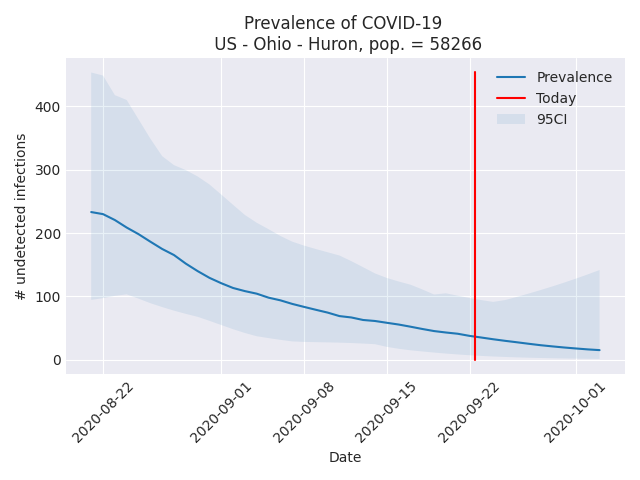 Prevalence of COVID-19
US - Ohio - Huron, pop. = 58266
Prevalence
Today
95CI
# undetected infections
400
300
200
100
0
2020-08-22
2020-09-01
2020-09-08
2020-09-15
2020-09-22
2020-10-01
Date